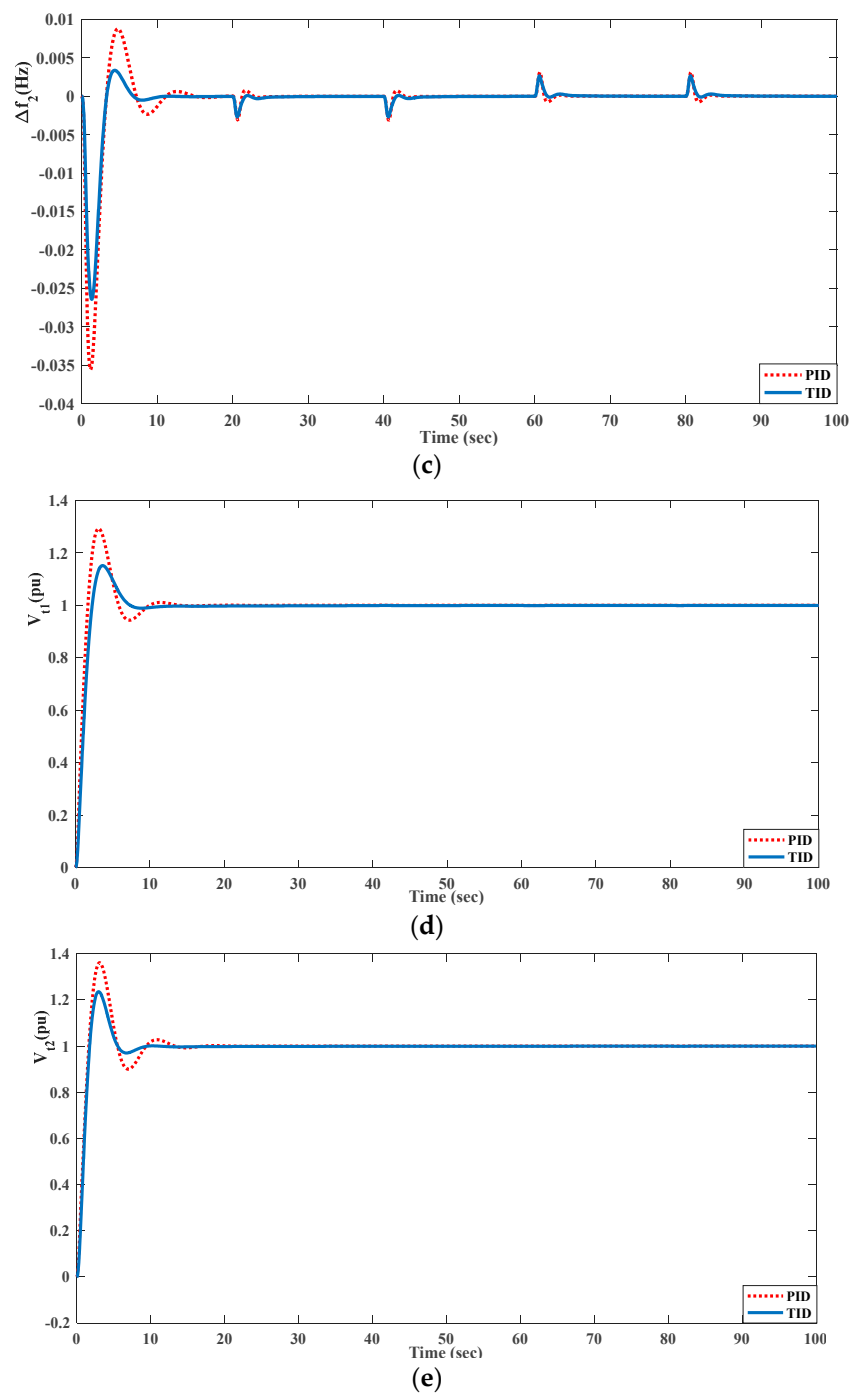 0.01
0.005
0
-0.005
-0.01
-0.015
-0.02
-0.025
-0.03
-0.035
-0.04
Δf2(Hz)
PID
TID
0 10 20 30 40 50 60 70 80 90 100
Time (sec)
(c)
1.4
1.2
1
0.8
0.6
0.4
0.2
0
Vt1(pu)
PID
TID
0 10 20 30 40 50 60 70 80 90 100
Time (sec)
(d)
1.4
1.2
1
0.8
0.6
0.4
0.2
0
-0.2
Vt2(pu)
PID
TID
0 10 20 30 40 50 60 70 80 90 100
Time (sec)
(e)